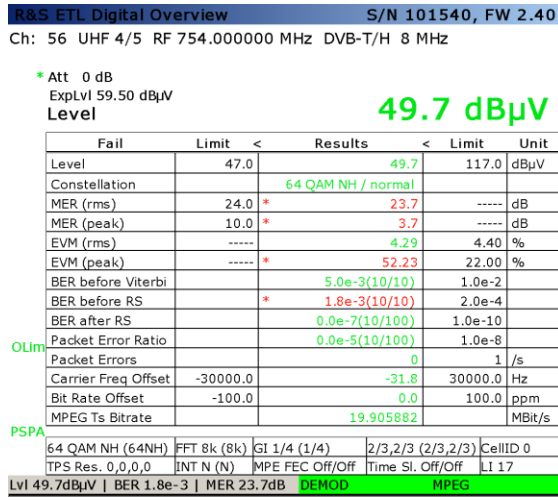 R&S ETL Digital Overview S/N 101540, FW 2.40
Ch: 56 UHF 4/5 RF 754.000000 MHz DVB-T/H 8 MHz
* Att 0 dB
ExpLvl 59.50 dBµV
Level 49.7 dBµV
Fail Limit < Results < Limit Unit
Level 47.0 49.7 117.0 dBµV
Constellation 64 QAM NH / normal
MER (rms) 24.0 * 23.7 ----- dB
MER (peak) 10.0 * 3.7 ----- dB
EVM (rms) ----- 4.29 4.40 %
EVM (peak) ----- * 52.23 22.00 %
BER before Viterbi 5.0e-3(10/10) 1.0e-2
BER before RS * 1.8e-3(10/10) 2.0e-4
BER after RS 0.0e-7(10/100) 1.0e-10
Packet Error Ratio 0.0e-5(10/100) 1.0e-8
OLim
Packet Errors 0 1 /s
Carrier Freq Offset -30000.0 -31.8 30000.0 Hz
Bit Rate Offset -100.0 0.0 100.0 ppm
MPEG Ts Bitrate 19.905882 MBit/s
PSPA
64 QAM NH (64NH) FFT 8k (8k) GI 1/4 (1/4) 2/3,2/3 (2/3,2/3) CellID 0
TPS Res. 0,0,0,0 INT N (N) MPE FEC Off/Off Time Sl. Off/Off LI 17
Lvl 49.7dBµV | BER 1.8e-3 | MER 23.7dB DEMOD MPEG